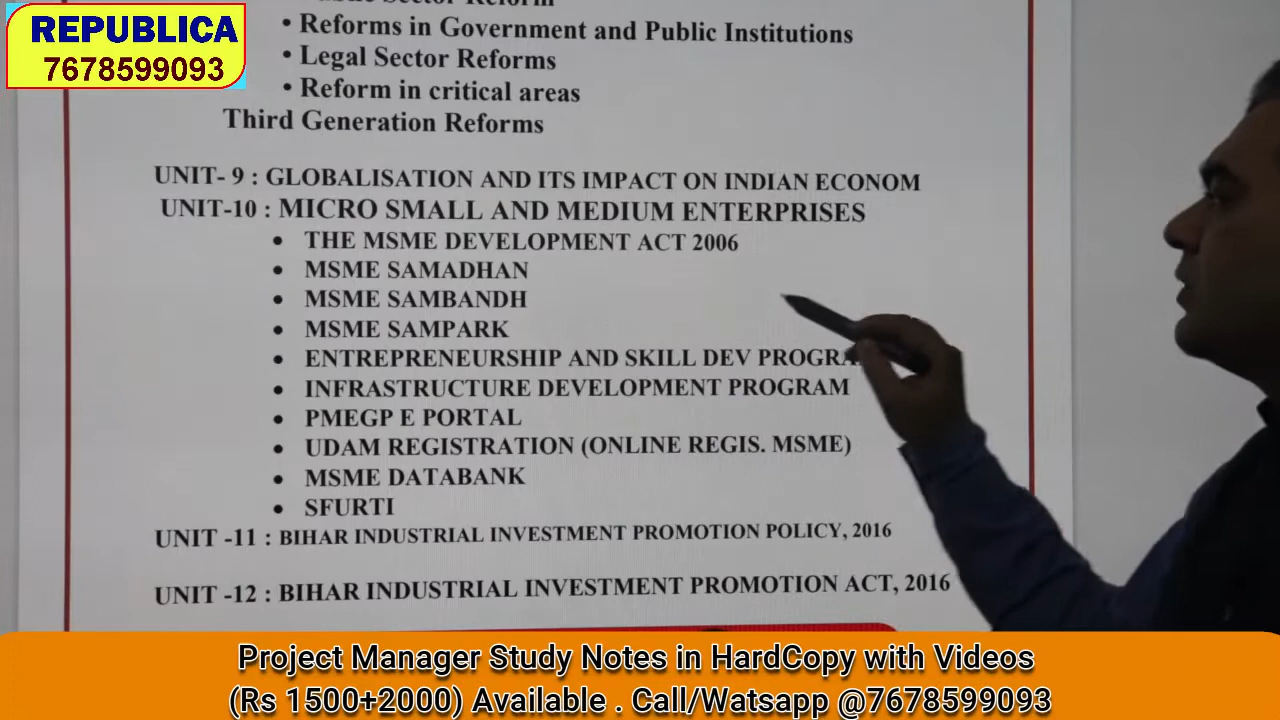 REPUBLICA
7678599093
• Reforms in Government and Public Institutions
• Legal Sector Reforms
• Reform in critical areas
Third Generation Reforms
UNIT- 9 : GLOBALISATION AND ITS IMPACT ON INDIAN ECONOM
UNIT-10 : MICRO SMALL AND MEDIUM ENTERPRISES
• THE MSME DEVELOPMENT ACT 2006
• MSME SAMADHAN
• MSME SAMBANDH
• MSME SAMPARK
• ENTREPRENEURSHIP AND SKILL DEV PROGRA
• INFRASTRUCTURE DEVELOPMENT PROGRAM
• PMEGP E PORTAL
• UDAM REGISTRATION (ONLINE REGIS. MSME)
• MSME DATABANK
• SFURTI
UNIT -11 : BIHAR INDUSTRIAL INVESTMENT PROMOTION POLICY, 2016
UNIT -12 : BIHAR INDUSTRIAL INVESTMENT PROMOTION ACT, 2016
Project Manager Study Notes in HardCopy with Videos
(Rs 1500+2000) Available . Call/Watsapp @7678599093